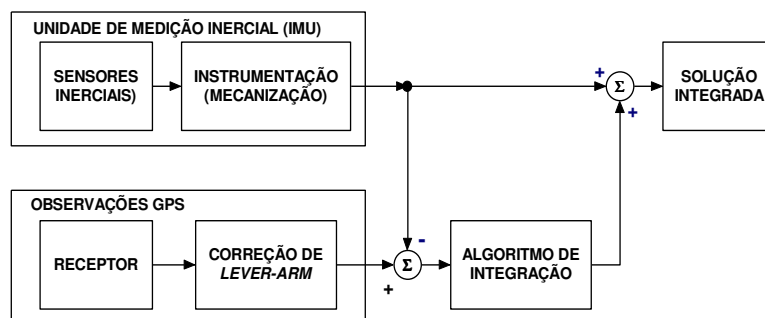 UNIDADE DE MEDIÇÃO INERCIAL (IMU)
SENSORES
INERCIAIS)
INSTRUMENTAÇÃO
(MECANIZAÇÃO)
+
Σ
+
SOLUÇÃO
INTEGRADA
OBSERVAÇÕES GPS
RECEPTOR
CORREÇÃO DE
LEVER-ARM
-
Σ
+
ALGORITMO DE
INTEGRAÇÃO